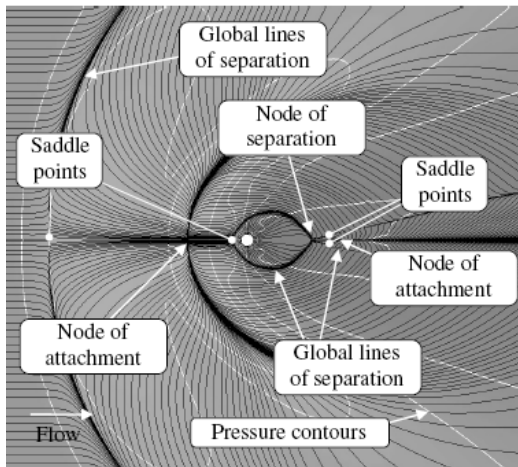 Global lines
of separation
Node of
separation
Saddle
points
Saddle
points
Node of
attachment
Node of
attachment
Global lines
of separation
Flow
Pressure contours